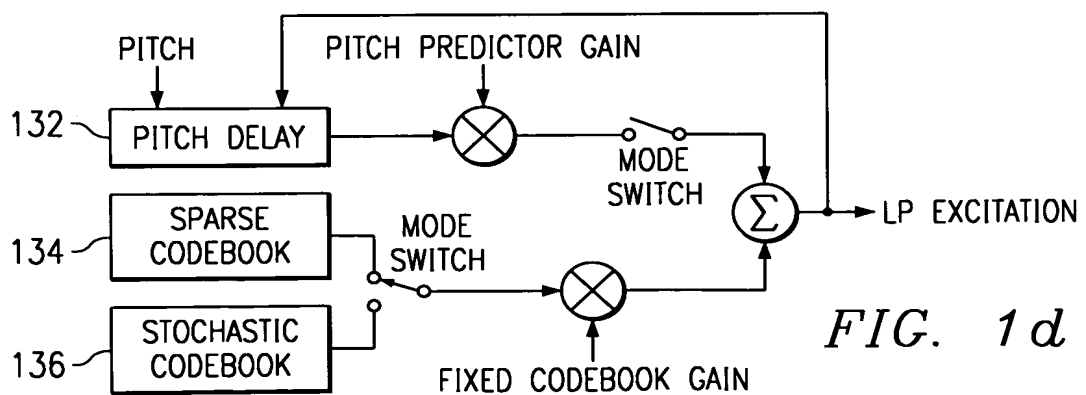 PITCH
PITCH PREDICTOR GAIN
132
PITCH DELAY
MODE
SWITCH
Σ
LP EXCITATION
134
SPARSE
CODEBOOK
MODE
SWITCH
136
STOCHASTIC
CODEBOOK
FIXED CODEBOOK GAIN
FIG. 1d